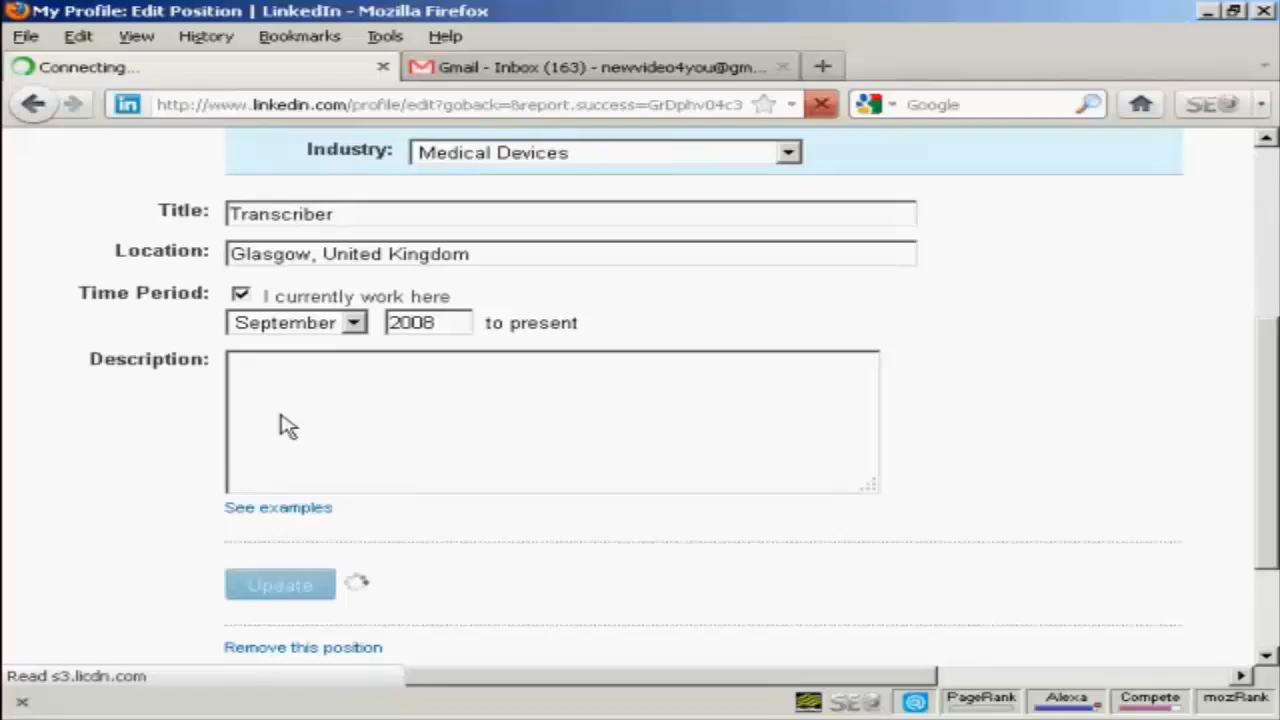 My Profile: Edit Position | LinkedIn - Mozilla Firefox
File Edit View History Bookmarks Tools Help
Connecting... Gmail - Inbox (163) - newvideo4you@gm...
http://www.linkedin.com/profile/edit?goback=&report.success=GrDphv04c3 Google SEO
Industry: Medical Devices
Title: Transcriber
Location: Glasgow, United Kingdom
Time Period: I currently work here
September 2008 to present
Description:
See examples
Update
Remove this position
Read s3.licdn.com
SEO PageRank Alexa Compete mozRank